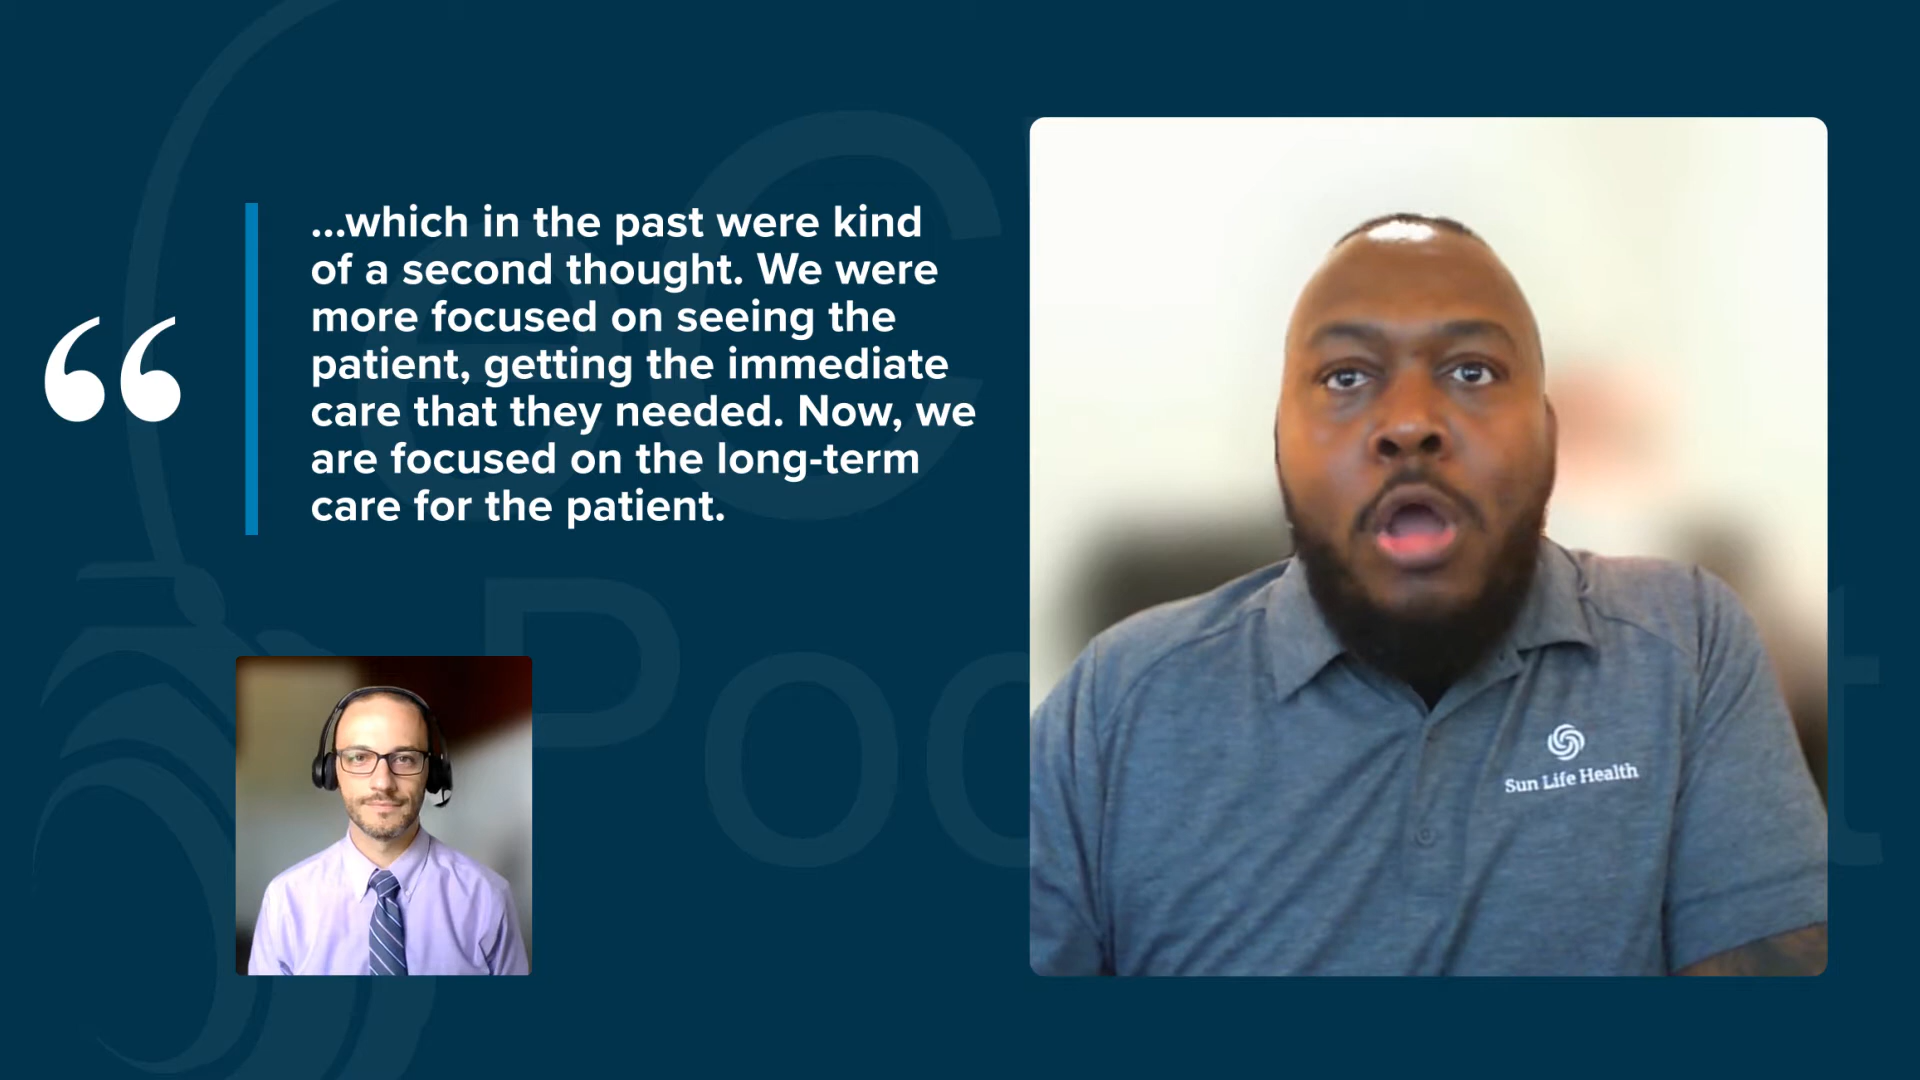 ...which in the past were kind
of a second thought. We were
more focused on seeing the
patient, getting the immediate
care that they needed. Now, we
are focused on the long-term
care for the patient.
Sun Life Health